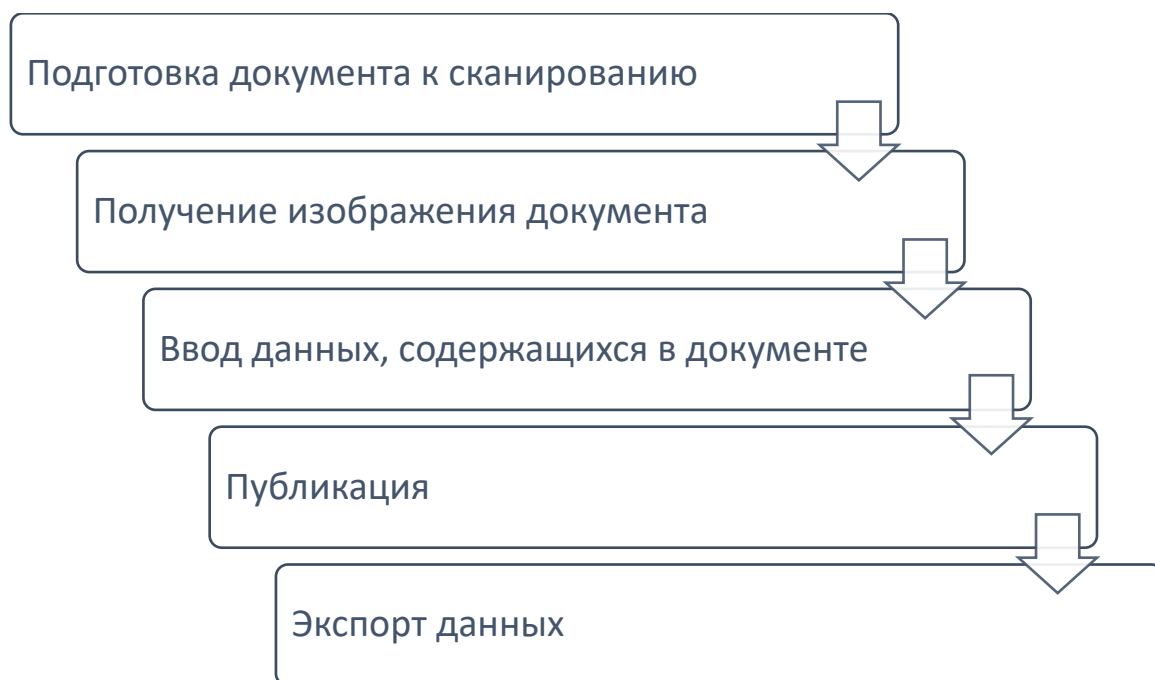 Подготовка документа к сканированию
Получение изображения документа
Ввод данных, содержащихся в документе
Публикация
Экспорт данных